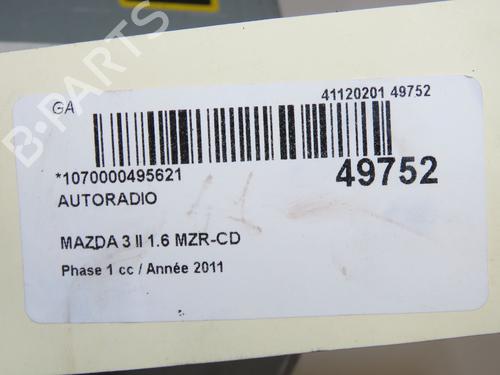 B-PARTS
GA
41120201 49752
*1070000495621
49752
AUTORADIO
MAZDA 3 II 1.6 MZR-CD
Phase 1 cc / Année 2011